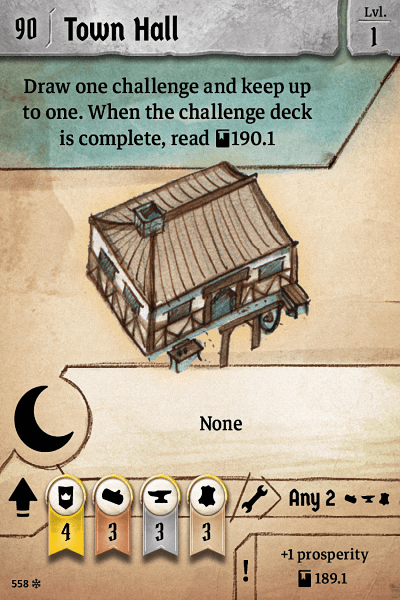 90 Town Hall
Lvl.
1
Draw one challenge and keep up
to one. When the challenge deck
is complete, read 190.1
None
4 3 3 3
Any 2
+1 prosperity
! 189.1
558